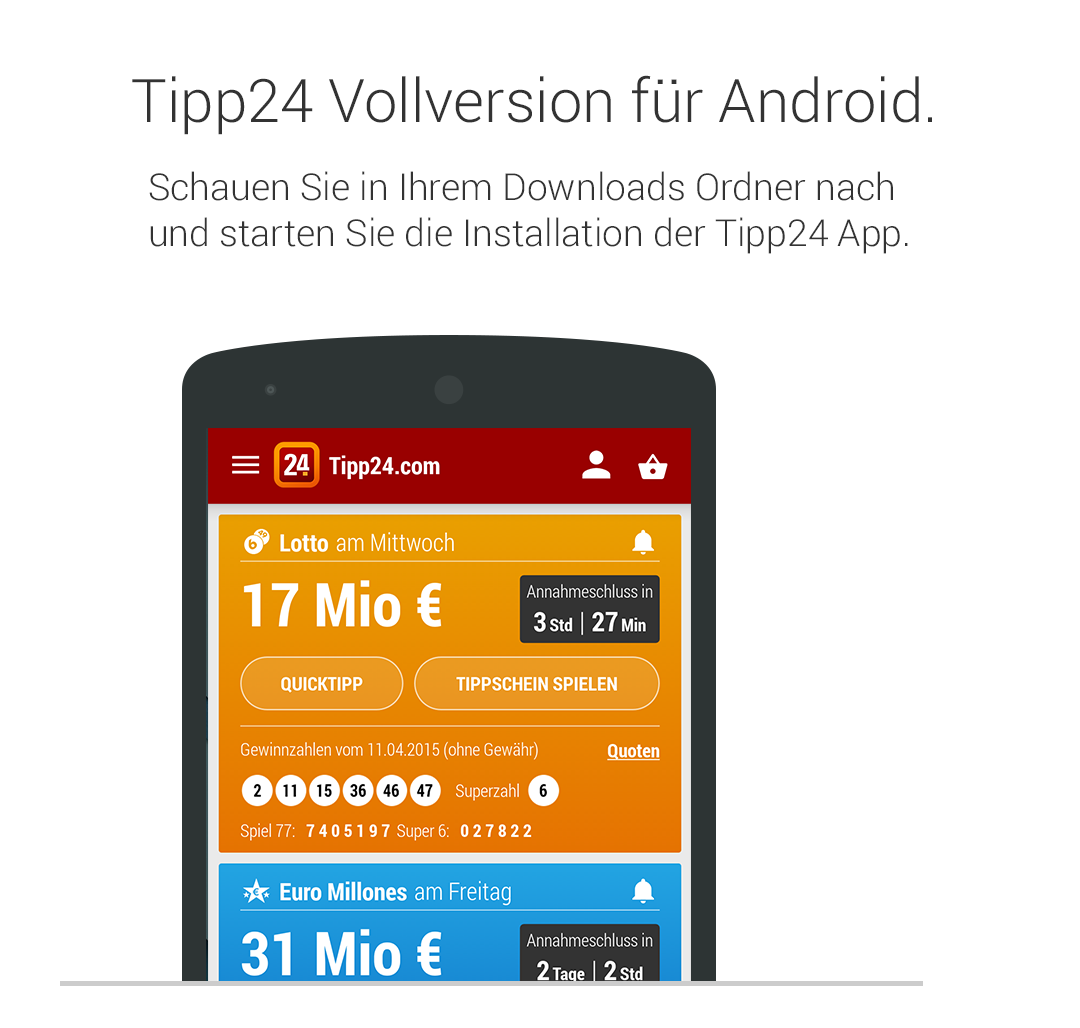 Tipp24 Vollversion für Android.
Schauen Sie in Ihrem Downloads Ordner nach
und starten Sie die Installation der Tipp24 App.
24 Tipp24.com
6 49 Lotto am Mittwoch
17 Mio €
Annahmeschluss in
3 Std | 27 Min
QUICKTIPP TIPPSCHEIN SPIELEN
Gewinnzahlen vom 11.04.2015 (ohne Gewähr) Quoten
2 11 15 36 46 47 Superzahl 6
Spiel 77: 7 4 0 5 1 9 7 Super 6: 0 2 7 8 2 2
€ Euro Millones am Freitag
31 Mio €
Annahmeschluss in
2 Tage | 2 Std